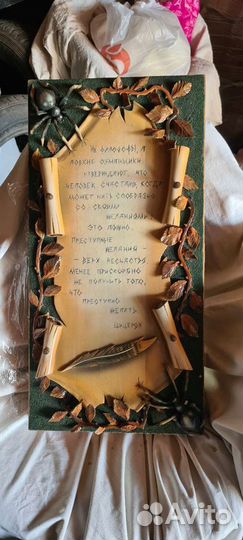 НЕ ФИЛОСОФЫ, А
ЛОВКИЕ ОБМАНЩИКИ
УТВЕРЖДАЮТ, ЧТО
ЧЕЛОВЕК СЧАСТЛИВ, КОГДА
МОЖЕТ ЖИТЬ СООБРАЗНО
СО СВОИМИ
ЖЕЛАНИЯМИ.
ЭТО ЛОЖНО.
ПРЕСТУПНЫЕ
ЖЕЛАНИЯ –
– ВЕРХ НЕСЧАСТЬЯ
МЕНЕЕ ПРИСКОРБНО
НЕ ПОЛУЧИТЬ ТОГО,
ЧТО
ПРЕСТУПНО
ЖЕЛАТЬ
ЦИЦЕРОН
Avito